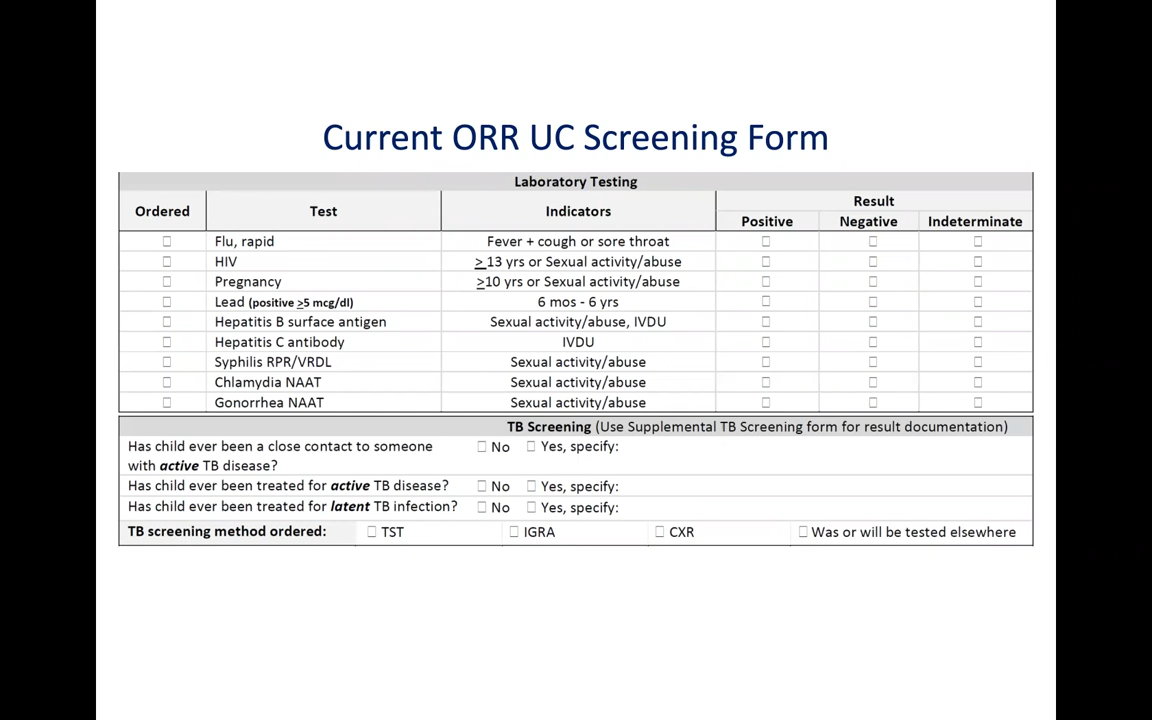 Current ORR UC Screening Form
Laboratory Testing
Ordered Test Indicators Result
Positive Negative Indeterminate
☐ Flu, rapid Fever + cough or sore throat ☐ ☐ ☐
☐ HIV ≥ 13 yrs or Sexual activity/abuse ☐ ☐ ☐
☐ Pregnancy ≥10 yrs or Sexual activity/abuse ☐ ☐ ☐
☐ Lead (positive ≥5 mcg/dl) 6 mos - 6 yrs ☐ ☐ ☐
☐ Hepatitis B surface antigen Sexual activity/abuse, IVDU ☐ ☐ ☐
☐ Hepatitis C antibody IVDU ☐ ☐ ☐
☐ Syphilis RPR/VRDL Sexual activity/abuse ☐ ☐ ☐
☐ Chlamydia NAAT Sexual activity/abuse ☐ ☐ ☐
☐ Gonorrhea NAAT Sexual activity/abuse ☐ ☐ ☐
TB Screening (Use Supplemental TB Screening form for result documentation)
Has child ever been a close contact to someone ☐ No ☐ Yes, specify:
with active TB disease?
Has child ever been treated for active TB disease? ☐ No ☐ Yes, specify:
Has child ever been treated for latent TB infection? ☐ No ☐ Yes, specify:
TB screening method ordered: ☐ TST ☐ IGRA ☐ CXR ☐ Was or will be tested elsewhere